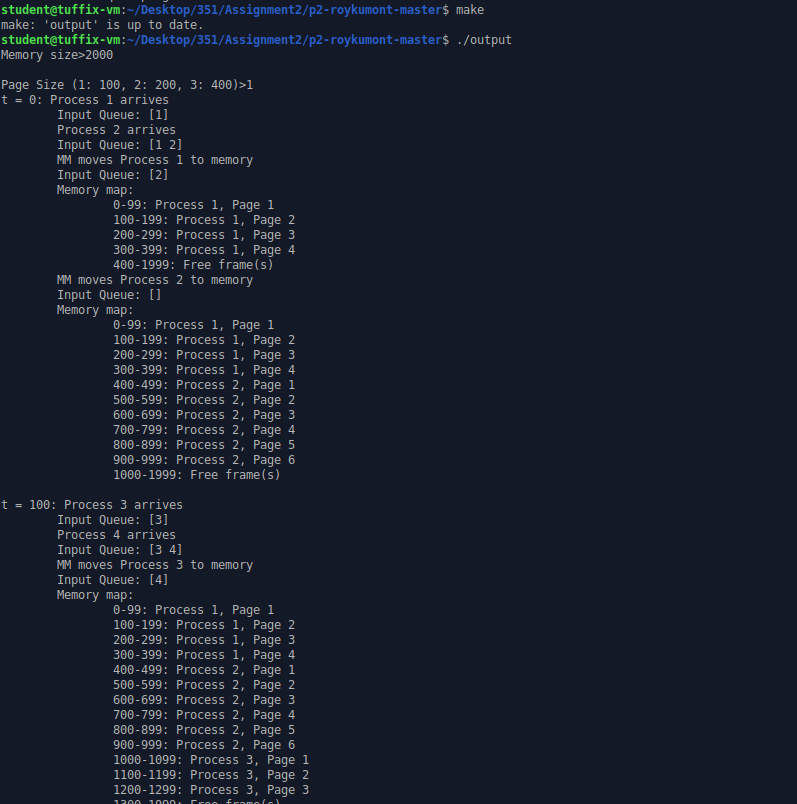 student@tuffix-vm:~/Desktop/351/Assignment2/p2-roykumont-master$ make
make: 'output' is up to date.
student@tuffix-vm:~/Desktop/351/Assignment2/p2-roykumont-master$ ./output
Memory size>2000

Page Size (1: 100, 2: 200, 3: 400)>1
t = 0: Process 1 arrives
        Input Queue: [1]
        Process 2 arrives
        Input Queue: [1 2]
        MM moves Process 1 to memory
        Input Queue: [2]
        Memory map:
                0-99: Process 1, Page 1
                100-199: Process 1, Page 2
                200-299: Process 1, Page 3
                300-399: Process 1, Page 4
                400-1999: Free frame(s)
        MM moves Process 2 to memory
        Input Queue: []
        Memory map:
                0-99: Process 1, Page 1
                100-199: Process 1, Page 2
                200-299: Process 1, Page 3
                300-399: Process 1, Page 4
                400-499: Process 2, Page 1
                500-599: Process 2, Page 2
                600-699: Process 2, Page 3
                700-799: Process 2, Page 4
                800-899: Process 2, Page 5
                900-999: Process 2, Page 6
                1000-1999: Free frame(s)

t = 100: Process 3 arrives
        Input Queue: [3]
        Process 4 arrives
        Input Queue: [3 4]
        MM moves Process 3 to memory
        Input Queue: [4]
        Memory map:
                0-99: Process 1, Page 1
                100-199: Process 1, Page 2
                200-299: Process 1, Page 3
                300-399: Process 1, Page 4
                400-499: Process 2, Page 1
                500-599: Process 2, Page 2
                600-699: Process 2, Page 3
                700-799: Process 2, Page 4
                800-899: Process 2, Page 5
                900-999: Process 2, Page 6
                1000-1099: Process 3, Page 1
                1100-1199: Process 3, Page 2
                1200-1299: Process 3, Page 3
                1300-1999: Free frame(s)